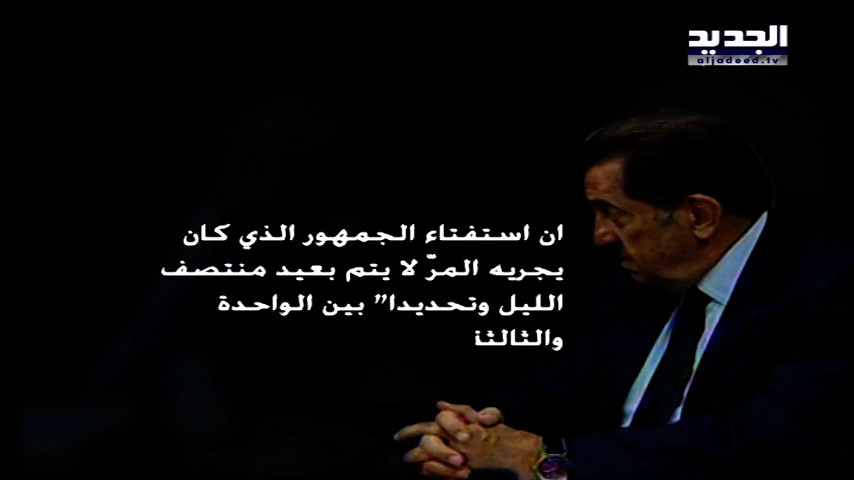 الجديد
aljadeed.tv
ان استفتاء الجمهور الذي كان
يجريه المرّ لا يتم بعيد منتصف
الليل وتحديدا" بين الواحدة
والثالثة